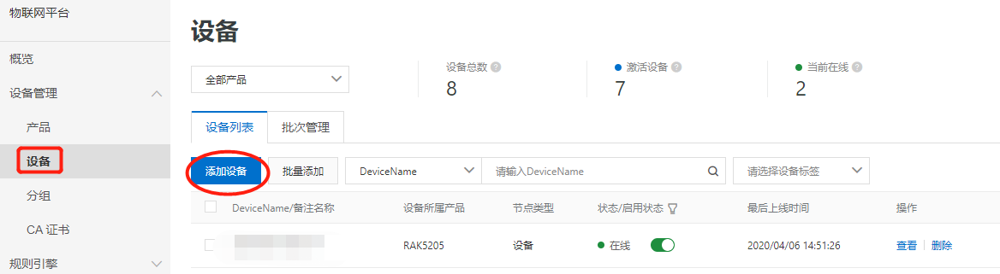 物联网平台
概览
设备管理
产品
设备
分组
CA 证书
规则引擎
设备
全部产品
设备总数
8
激活设备
7
当前在线
2
设备列表 批次管理
添加设备 批量添加 DeviceName 请输入DeviceName 请选择设备标签
DeviceName/备注名称 设备所属产品 节点类型 状态/启用状态 最后上线时间 操作
RAK5205 设备 在线 2020/04/06 14:51:26 查看 删除